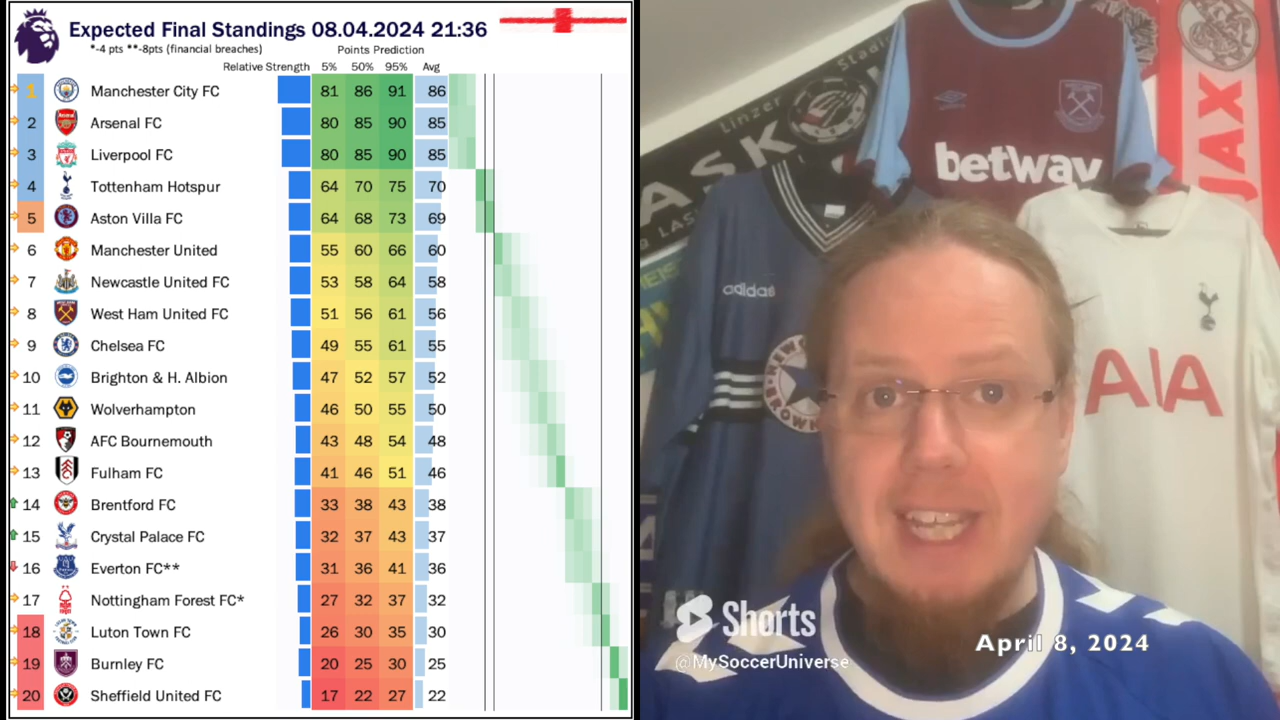 Expected Final Standings 08.04.2024 21:36
*-4 pts **-8pts (financial breaches)
Points Prediction
Relative Strength 5% 50% 95% Avg
1 Manchester City FC 81 86 91 86
2 Arsenal FC 80 85 90 85
3 Liverpool FC 80 85 90 85
4 Tottenham Hotspur 64 70 75 70
5 Aston Villa FC 64 68 73 69
6 Manchester United 55 60 66 60
7 Newcastle United FC 53 58 64 58
8 West Ham United FC 51 56 61 56
9 Chelsea FC 49 55 61 55
10 Brighton & H. Albion 47 52 57 52
11 Wolverhampton 46 50 55 50
12 AFC Bournemouth 43 48 54 48
13 Fulham FC 41 46 51 46
14 Brentford FC 33 38 43 38
15 Crystal Palace FC 32 37 43 37
16 Everton FC** 31 36 41 36
17 Nottingham Forest FC* 27 32 37 32
18 Luton Town FC 26 30 35 30
19 Burnley FC 20 25 30 25
20 Sheffield United FC 17 22 27 22
Linzer
ASK
umbro
betway
AJAX
adidas
AIA
Shorts
@MySoccerUniverse
April 8, 2024